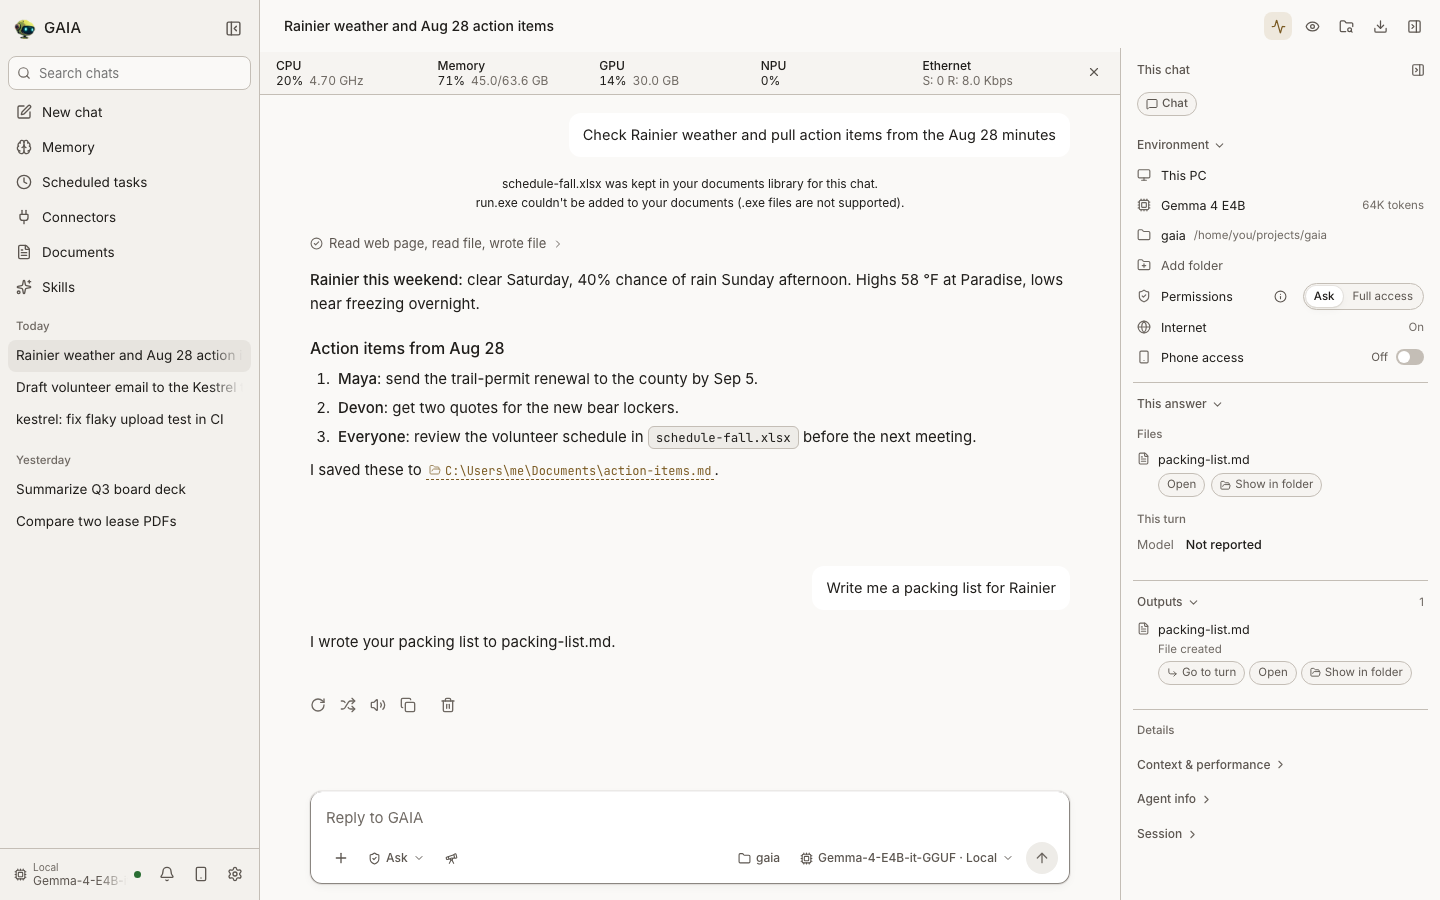 GAIA
Search chats
New chat
Memory
Scheduled tasks
Connectors
Documents
Skills
Today
Rainier weather and Aug 28 action
Draft volunteer email to the Kestrel
kestrel: fix flaky upload test in CI
Yesterday
Summarize Q3 board deck
Compare two lease PDFs
Local
Gemma-4-E4B-
Rainier weather and Aug 28 action items
CPU
20% 4.70 GHz
Memory
71% 45.0/63.6 GB
GPU
14% 30.0 GB
NPU
0%
Ethernet
S: 0 R: 8.0 Kbps
Check Rainier weather and pull action items from the Aug 28 minutes
schedule-fall.xlsx was kept in your documents library for this chat.
run.exe couldn't be added to your documents (.exe files are not supported).
Read web page, read file, wrote file
Rainier this weekend: clear Saturday, 40% chance of rain Sunday afternoon. Highs 58 °F at Paradise, lows
near freezing overnight.
Action items from Aug 28
1. Maya: send the trail-permit renewal to the county by Sep 5.
2. Devon: get two quotes for the new bear lockers.
3. Everyone: review the volunteer schedule in schedule-fall.xlsx before the next meeting.
I saved these to C:\Users\me\Documents\action-items.md.
Write me a packing list for Rainier
I wrote your packing list to packing-list.md.
Reply to GAIA
Ask
gaia
Gemma-4-E4B-it-GGUF · Local
This chat
Chat
Environment
This PC
Gemma 4 E4B 64K tokens
gaia /home/you/projects/gaia
Add folder
Permissions Ask Full access
Internet On
Phone access Off
This answer
Files
packing-list.md
Open Show in folder
This turn
Model Not reported
Outputs 1
packing-list.md
File created
Go to turn Open Show in folder
Details
Context & performance
Agent info
Session